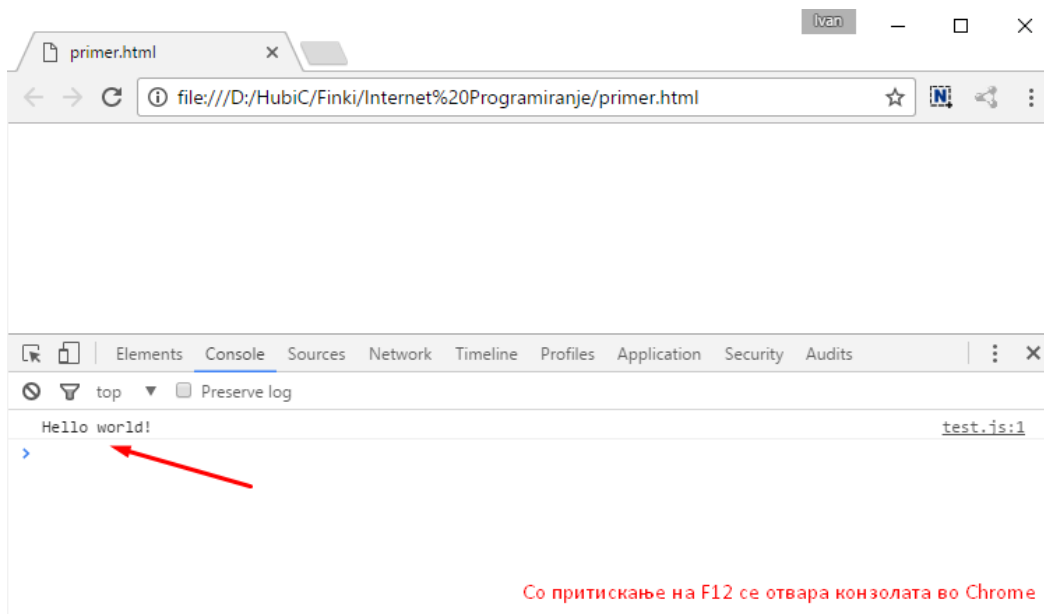 Ivan
primer.html
file:///D:/HubiC/Finki/Internet%20Programiranje/primer.html
N
Elements Console Sources Network Timeline Profiles Application Security Audits
top Preserve log
Hello world! test.js:1
Со притискање на F12 се отвара конзолата во Chrome